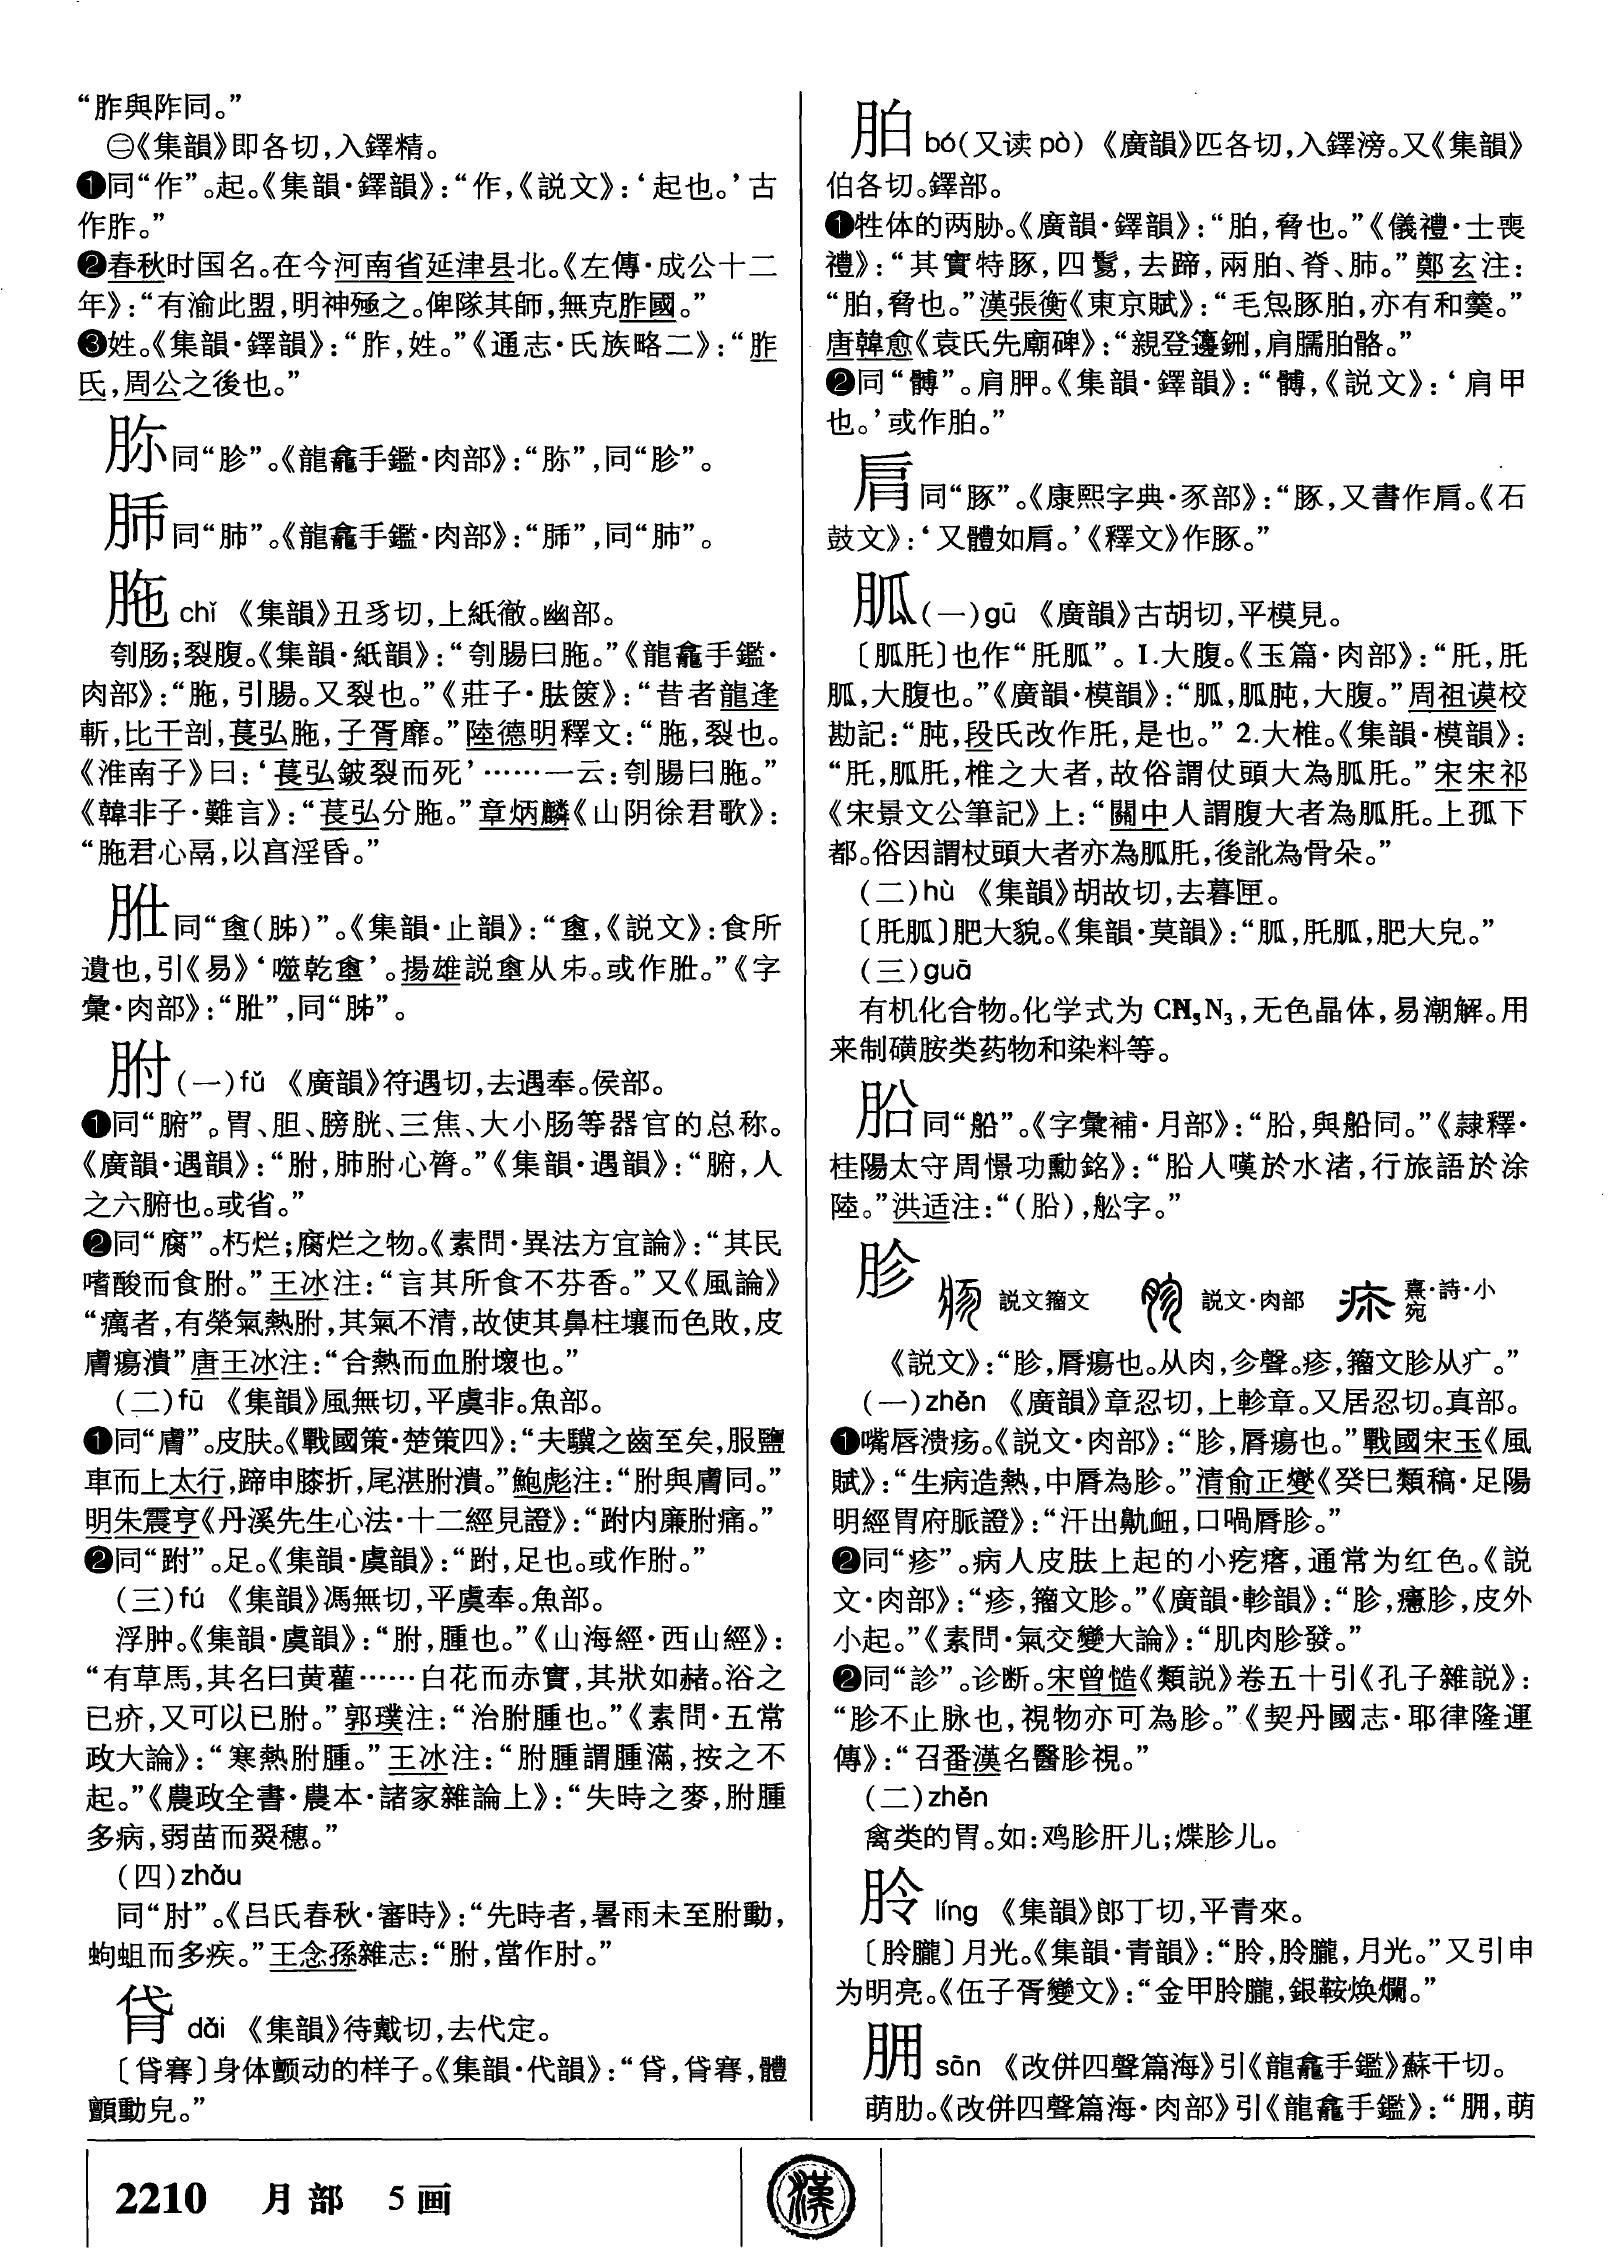 “胙與阼同。”
㊁《集韻》即各切，入鐸精。
❶同“作”。起。《集韻·鐸韻》：“作，《説文》：‘起也。’古
作胙。”
❷春秋时国名。在今河南省延津县北。《左傳·成公十二
年》：“有渝此盟，明神殛之。俾隊其師，無克胙國。”
❸姓。《集韻·鐸韻》：“胙，姓。”《通志·氏族略二》：“胙
氏，周公之後也。”
胗同“胗”。《龍龕手鑑·肉部》：“𦙁”，同“胗”。
同“肺”。《龍龕手鑑·肉部》：“胏”，同“肺”。
胣chǐ 《集韻》丑豸切，上紙徹。幽部。
刳肠；裂腹。《集韻·紙韻》：“刳腸曰胣。”《龍龕手鑑·
肉部》：“胣，引腸。又裂也。”《莊子·胠篋》：“昔者龍逢
斬，比干剖，萇弘胣，子胥靡。”陸德明釋文：“胣，裂也。
《淮南子》曰：‘萇弘鈹裂而死’……一云：刳腸曰胣。”
《韓非子·難言》：“萇弘分胣。”章炳麟《山阴徐君歌》：
“胣君心鬲，以亯淫昏。”
同“𩚨（胏）”。《集韻·止韻》：“𩚨，《説文》：食所
遺也，引《易》‘噬乾𩚨’。揚雄説𩚨从𠂔。或作。”《字
彙·肉部》：“”，同“胏”。
胕（一）fǔ 《廣韻》符遇切，去遇奉。侯部。
❶同“腑”。胃、胆、膀胱、三焦、大小肠等器官的总称。
《廣韻·遇韻》：“胕，肺胕心膂。”《集韻·遇韻》：“腑，人
之六腑也。或省。”
❷同“腐”。朽烂；腐烂之物。《素問·異法方宜論》：“其民
嗜酸而食胕。”王冰注：“言其所食不芬香。”又《風論》
“癘者，有榮氣熱胕，其氣不清，故使其鼻柱壞而色敗，皮
膚瘍潰”唐王冰注：“合熱而血胕壞也。”
（二）fū 《集韻》風無切，平虞非。魚部。
❶同“膚”。皮肤。《戰國策·楚策四》：“夫驥之齒至矣，服鹽
車而上太行，蹄申膝折，尾湛胕潰。”鮑彪注：“胕與膚同。”
明朱震亨《丹溪先生心法·十二經見證》：“跗内廉胕痛。”
❷同“跗”。足。《集韻·虞韻》：“跗，足也。或作胕。”
（三）fú 《集韻》馮無切，平虞奉。魚部。
浮肿。《集韻·虞韻》：“胕，腫也。”《山海經·西山經》：
“有草焉，其名曰黄雚……白花而赤實，其狀如赭。浴之
已疥，又可以已胕。”郭璞注：“治胕腫也。”《素問·五常
政大論》：“寒熱胕腫。”王冰注：“胕腫謂腫滿，按之不
起。”《農政全書·農本·諸家雜論上》：“失時之麥，胕腫
多病，弱苗而翜穗。”
（四）zhǒu
同“肘”。《吕氏春秋·審時》：“先時者，暑雨未至胕動，
蚼蛆而多疾。”王念孫雜志：“胕，當作肘。”
dǎi 《集韻》待戴切，去代定。
身体颤动的样子。《集韻·代韻》：“，體
顫動皃。”
胉bó（又读pò） 《廣韻》匹各切，入鐸滂。又《集韻》
伯各切。鐸部。
❶牲体的两胁。《廣韻·鐸韻》：“胉，脅也。”《儀禮·士喪
禮》：“其實特豚，四鬄，去蹄，兩胉、脊、肺。”鄭玄注：
“胉，脅也。”漢張衡《東京賦》：“毛炰豚胉，亦有和羹。”
唐韓愈《袁氏先廟碑》：“親登籩鉶，肩臑胉骼。”
❷同“髆”。肩胛。《集韻·鐸韻》：“髆，《説文》：‘肩甲
也。’或作胉。”
同“豚”。《康熙字典·豕部》：“豚，又書作肩。《石
鼓文》：‘又體如肩。’《釋文》作豚。”
胍（一）gū 《廣韻》古胡切，平模見。
〔胍肚〕也作“肚胍”。1.大腹。《玉篇·肉部》：“肚，肚
胍，大腹也。”《廣韻·模韻》：“胍，胍肫，大腹。”周祖谟校
勘記：“肫，段氏改作肚，是也。”2.大椎。《集韻·模韻》：
“肚，胍肚，椎之大者，故俗謂仗頭大為胍肚。”宋宋祁
《宋景文公筆記》上：“關中人謂腹大者為胍肚。上孤下
都。俗因謂杖頭大者亦為胍肚，後訛為骨朵。”
（二）hù 《集韻》胡故切，去暮匣。
〔肚胍〕肥大貌。《集韻·莫韻》：“胍，肚胍，肥大皃。”
（三）guā
有机化合物。化学式为CH₅N₃，无色晶体，易潮解。用
来制磺胺类药物和染料等。
同“船”。《字彙補·月部》：“，與船同。”《隸釋·
桂陽太守周憬功勳銘》：“人嘆於水渚，行旅語於涂
陸。”洪适注：“（），舩字。”
胗 説文籀文 説文·肉部 熹·詩·小宛
《説文》：“胗，脣瘍也。从肉，㐱聲。疹，籀文胗从疒。”
（一）zhěn 《廣韻》章忍切，上軫章。又居忍切。真部。
❶嘴唇溃疡。《説文·肉部》：“胗，脣瘍也。”戰國宋玉《風
賦》：“生病造熱，中脣為胗。”清俞正燮《癸巳類稿·足陽
明經胃府脈證》：“汗出鼽衄，口喎脣胗。”
❷同“疹”。病人皮肤上起的小疙瘩，通常为红色。《説
文·肉部》：“疹，籀文胗。”《廣韻·軫韻》：“胗，癮胗，皮外
小起。”《素問·氣交變大論》：“肌肉胗發。”
❷同“診”。诊断。宋曾慥《類説》卷五十引《孔子雜説》：
“胗不止脉也，視物亦可為胗。”《契丹國志·耶律隆運
傳》：“召番漢名醫胗視。”
（二）zhēn
禽类的胃。如：鸡胗肝儿；煠胗儿。
朎líng 《集韻》郎丁切，平青來。
〔朎朧〕月光。《集韻·青韻》：“朎，朎朧，月光。”又引申
为明亮。《伍子胥變文》：“金甲朎朧，銀鞍焕爛。”
sān 《改併四聲篇海》引《龍龕手鑑》蘇干切。
萌肋。《改併四聲篇海·肉部》引《龍龕手鑑》：“，萌
2210 月部 5画
漢